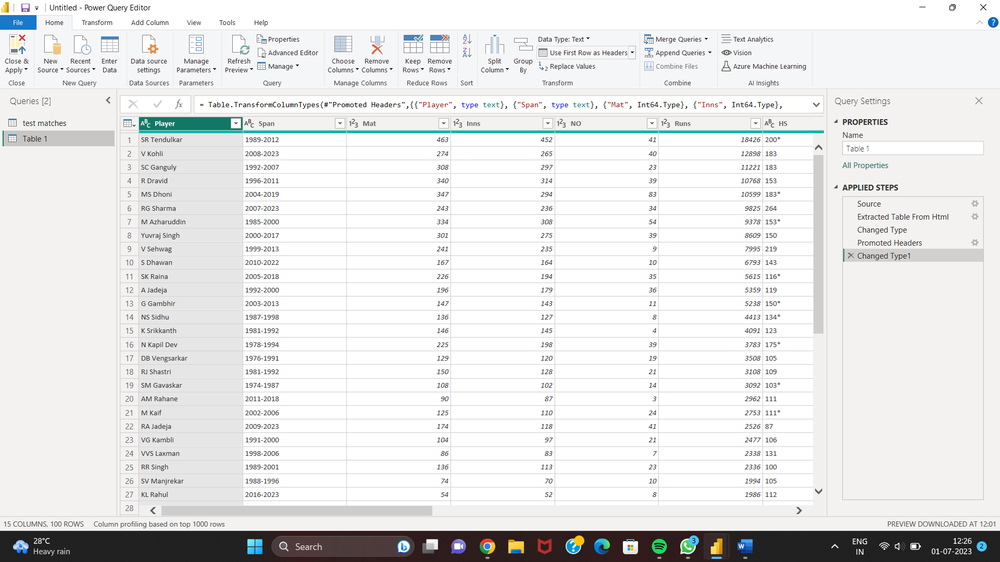 Untitled - Power Query Editor
File Home Transform Add Column View Tools Help
Close & Apply
Close
New Source
Recent Sources
Enter Data
New Query
Data source settings
Data Sources
Manage Parameters
Parameters
Refresh Preview
Properties
Advanced Editor
Manage
Query
Choose Columns
Remove Columns
Manage Columns
Keep Rows
Remove Rows
Reduce Rows
Sort
Split Column
Group By
Data Type: Text
Use First Row as Headers
Replace Values
Transform
Merge Queries
Append Queries
Combine Files
Combine
Text Analytics
Vision
Azure Machine Learning
AI Insights
Queries [2]
test matches
Table 1
fx = Table.TransformColumnTypes(#"Promoted Headers",{{"Player", type text}, {"Span", type text}, {"Mat", Int64.Type}, {"Inns", Int64.Type},
ABC Player ABC Span 123 Mat 123 Inns 123 NO 123 Runs ABC HS
1 SR Tendulkar 1989-2012 463 452 41 18426 200*
2 V Kohli 2008-2023 274 265 40 12898 183
3 SC Ganguly 1992-2007 308 297 23 11221 183
4 R Dravid 1996-2011 340 314 39 10768 153
5 MS Dhoni 2004-2019 347 294 83 10599 183*
6 RG Sharma 2007-2023 243 236 34 9825 264
7 M Azharuddin 1985-2000 334 308 54 9378 153*
8 Yuvraj Singh 2000-2017 301 275 39 8609 150
9 V Sehwag 1999-2013 241 235 9 7995 219
10 S Dhawan 2010-2022 167 164 10 6793 143
11 SK Raina 2005-2018 226 194 35 5615 116*
12 A Jadeja 1992-2000 196 179 36 5359 119
13 G Gambhir 2003-2013 147 143 11 5238 150*
14 NS Sidhu 1987-1998 136 127 8 4413 134*
15 K Srikkanth 1981-1992 146 145 4 4091 123
16 N Kapil Dev 1978-1994 225 198 39 3783 175*
17 DB Vengsarkar 1976-1991 129 120 19 3508 105
18 RJ Shastri 1981-1992 150 128 21 3108 109
19 SM Gavaskar 1974-1987 108 102 14 3092 103*
20 AM Rahane 2011-2018 90 87 3 2962 111
21 M Kaif 2002-2006 125 110 24 2753 111*
22 RA Jadeja 2009-2023 174 118 41 2526 87
23 VG Kambli 1991-2000 104 97 21 2477 106
24 VVS Laxman 1998-2006 86 83 7 2338 131
25 RR Singh 1989-2001 136 113 23 2336 100
26 SV Manjrekar 1988-1996 74 70 10 1994 105
27 KL Rahul 2016-2023 54 52 8 1986 112
28
Query Settings
PROPERTIES
Name
Table 1
All Properties
APPLIED STEPS
Source
Extracted Table From Html
Changed Type
Promoted Headers
Changed Type1
15 COLUMNS, 100 ROWS Column profiling based on top 1000 rows
PREVIEW DOWNLOADED AT 12:01
28°C
Heavy rain
Search
3
ENG
IN
12:26
01-07-2023
2